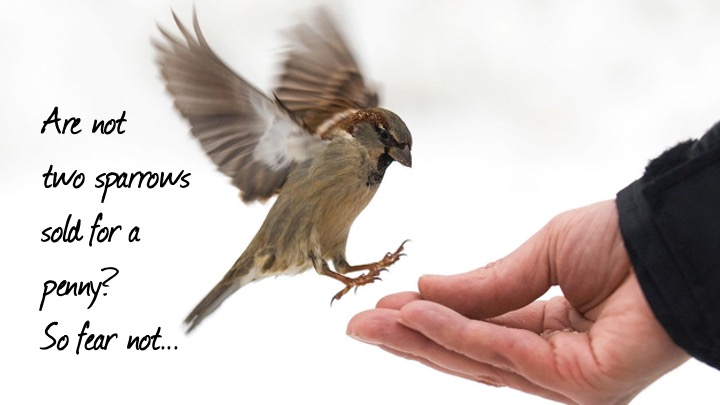 Are not
two sparrows
sold for a
penny?
So fear not...